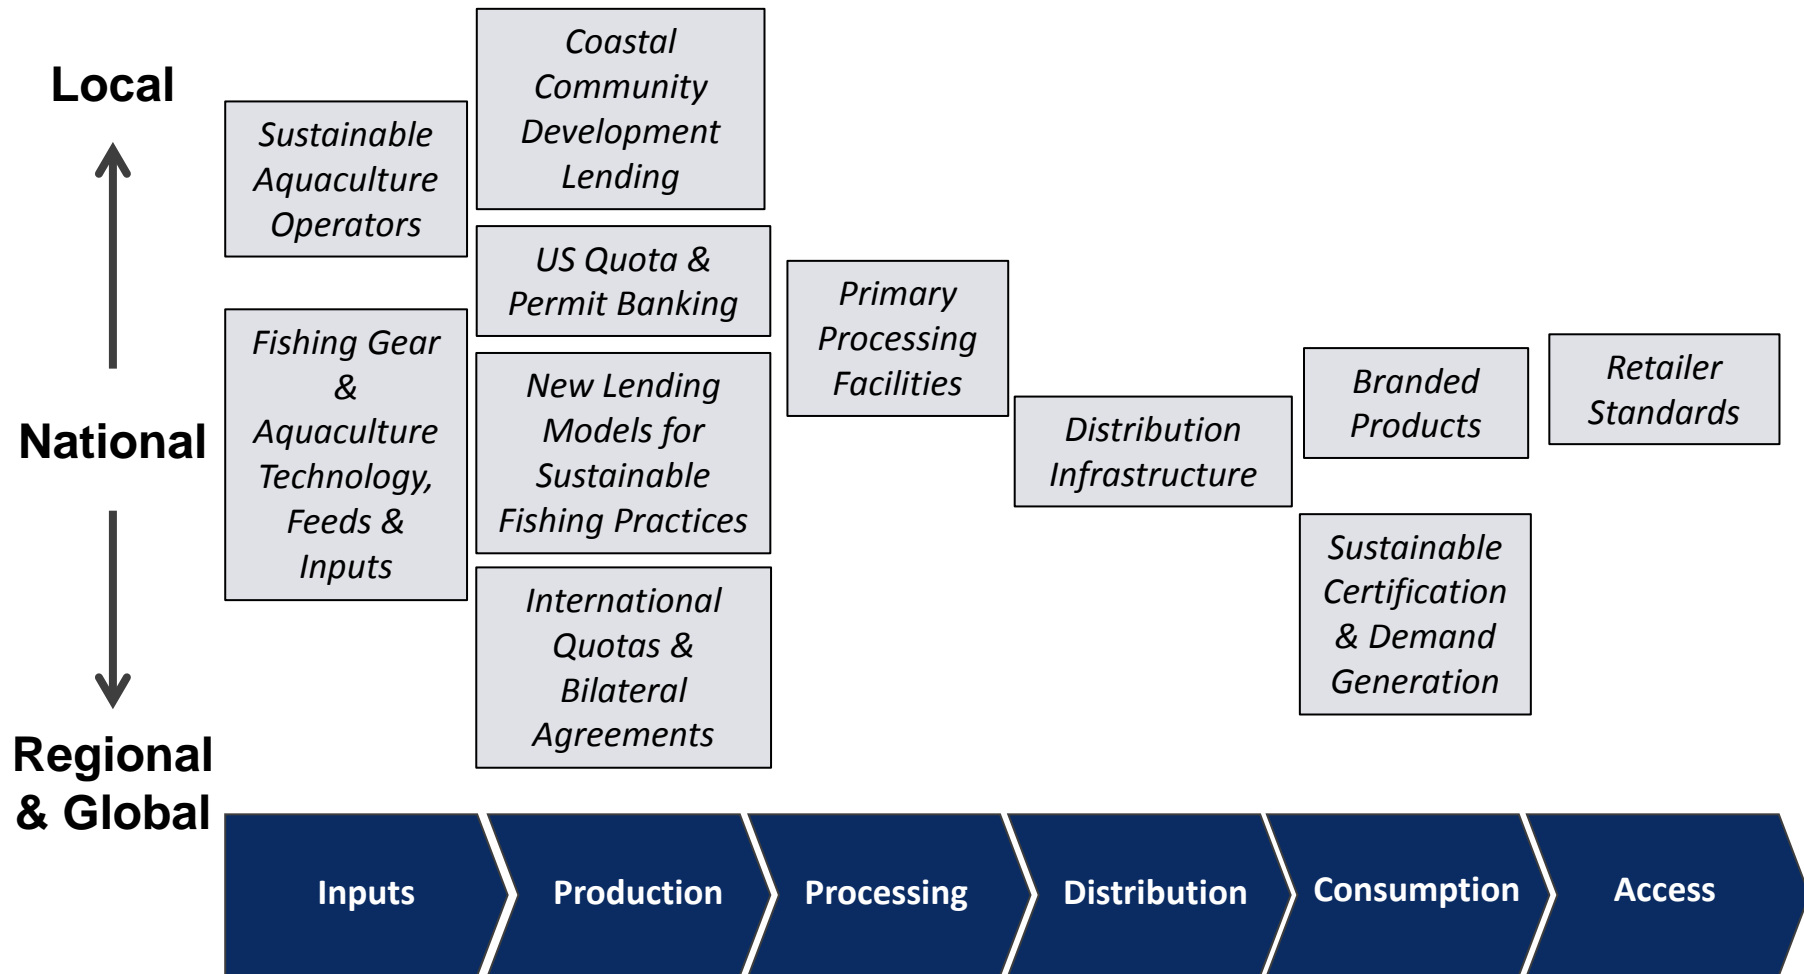 Local
National
Regional
& Global
Sustainable
Aquaculture
Operators
Fishing Gear
&
Aquaculture
Technology,
Feeds &
Inputs
Coastal
Community
Development
Lending
US Quota &
Permit Banking
New Lending
Models for
Sustainable
Fishing Practices
International
Quotas &
Bilateral
Agreements
Primary
Processing
Facilities
Distribution
Infrastructure
Branded
Products
Sustainable
Certification
& Demand
Generation
Retailer
Standards
Inputs
Production
Processing
Distribution
Consumption
Access